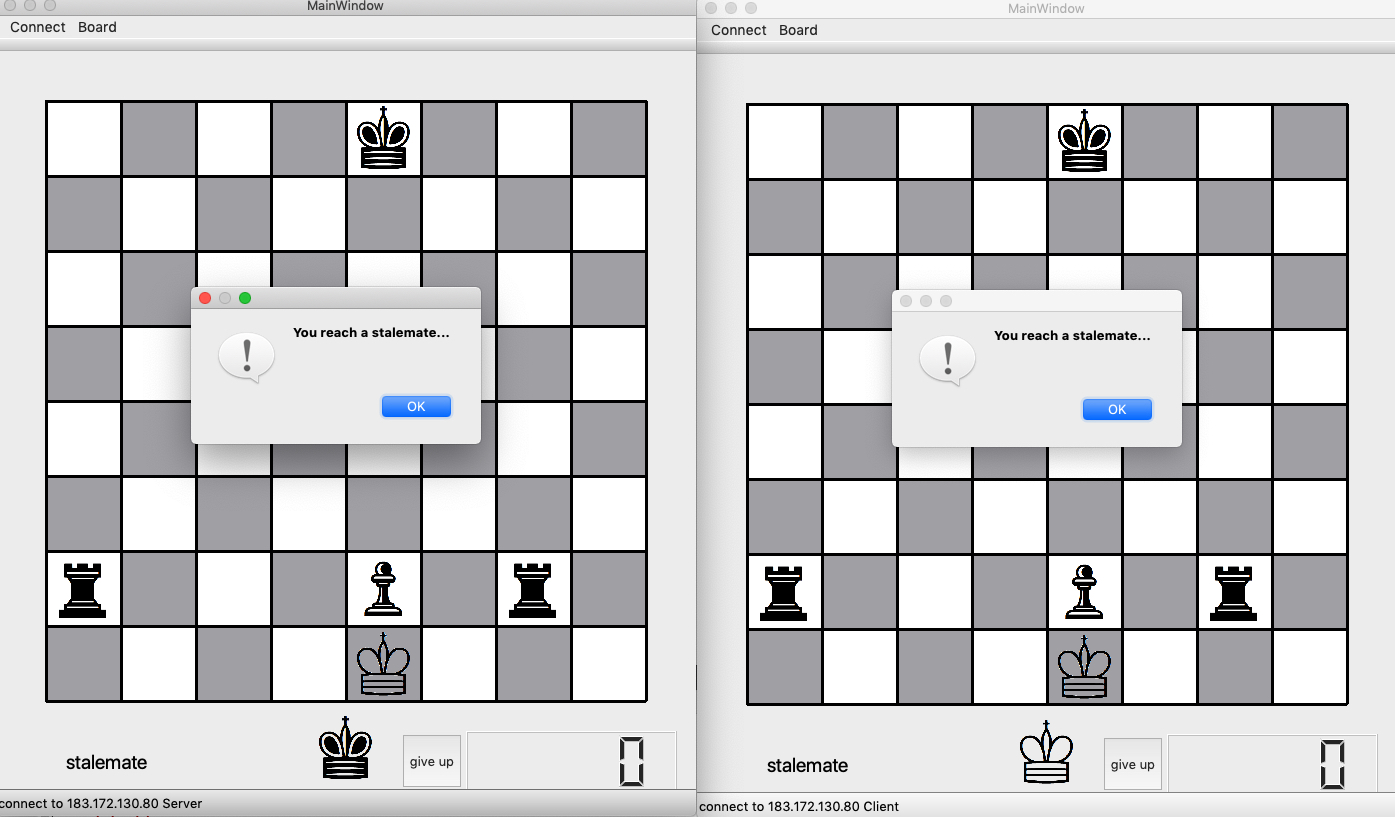 MainWindow
Connect Board
You reach a stalemate...
OK
stalemate
give up
0
connect to 183.172.130.80 Server
MainWindow
Connect Board
You reach a stalemate...
OK
stalemate
give up
0
connect to 183.172.130.80 Client